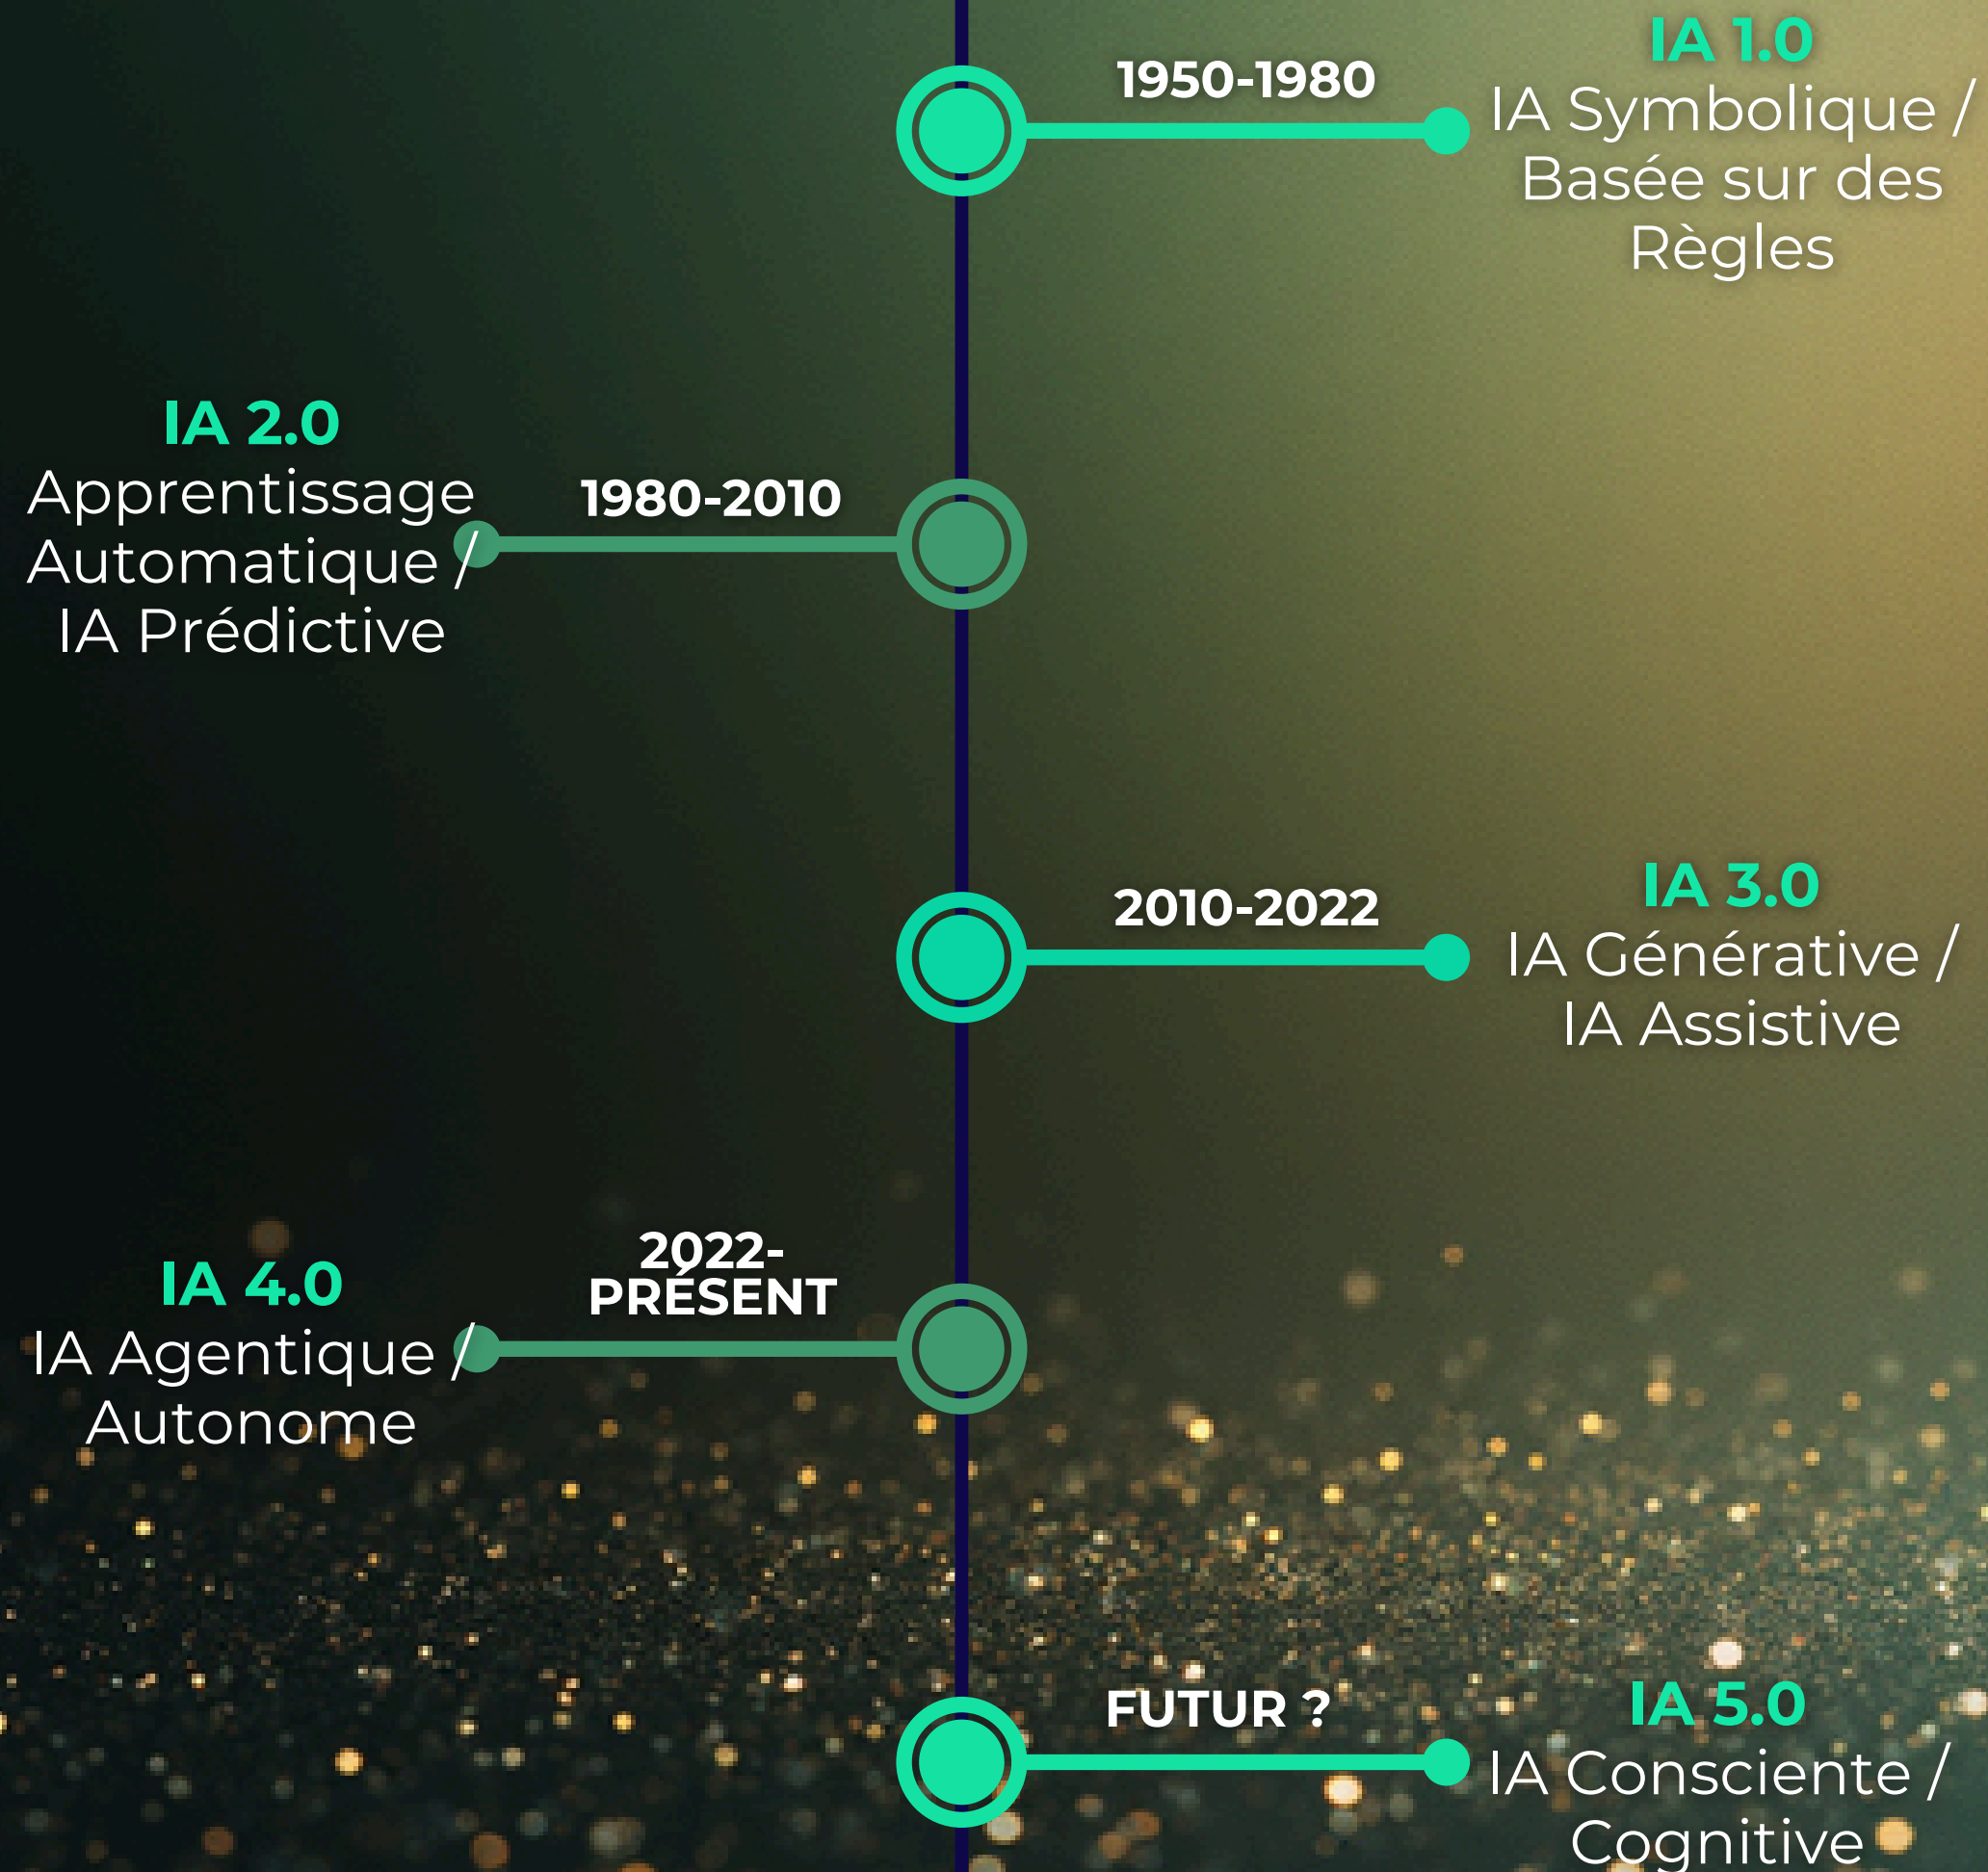 IA 1.0
1950-1980
IA Symbolique /
Basée sur des
Règles
IA 2.0
Apprentissage
1980-2010
Automatique /
IA Prédictive
IA 3.0
2010-2022
IA Générative /
IA Assistive
2022-
PRÉSENT
IA 4.0
IA Agentique /
Autonome
FUTUR ?
IA 5.0
IA Consciente /
Cognitive